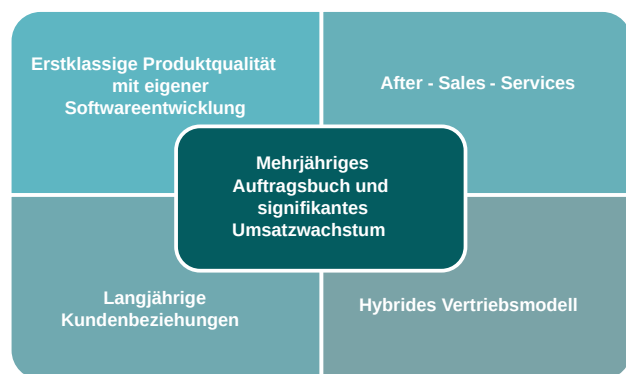 Erstklassige Produktqualität
mit eigener
Softwareentwicklung
After - Sales - Services
Mehrjähriges
Auftragsbuch und
signifikantes
Umsatzwachstum
Langjährige
Kundenbeziehungen
Hybrides Vertriebsmodell